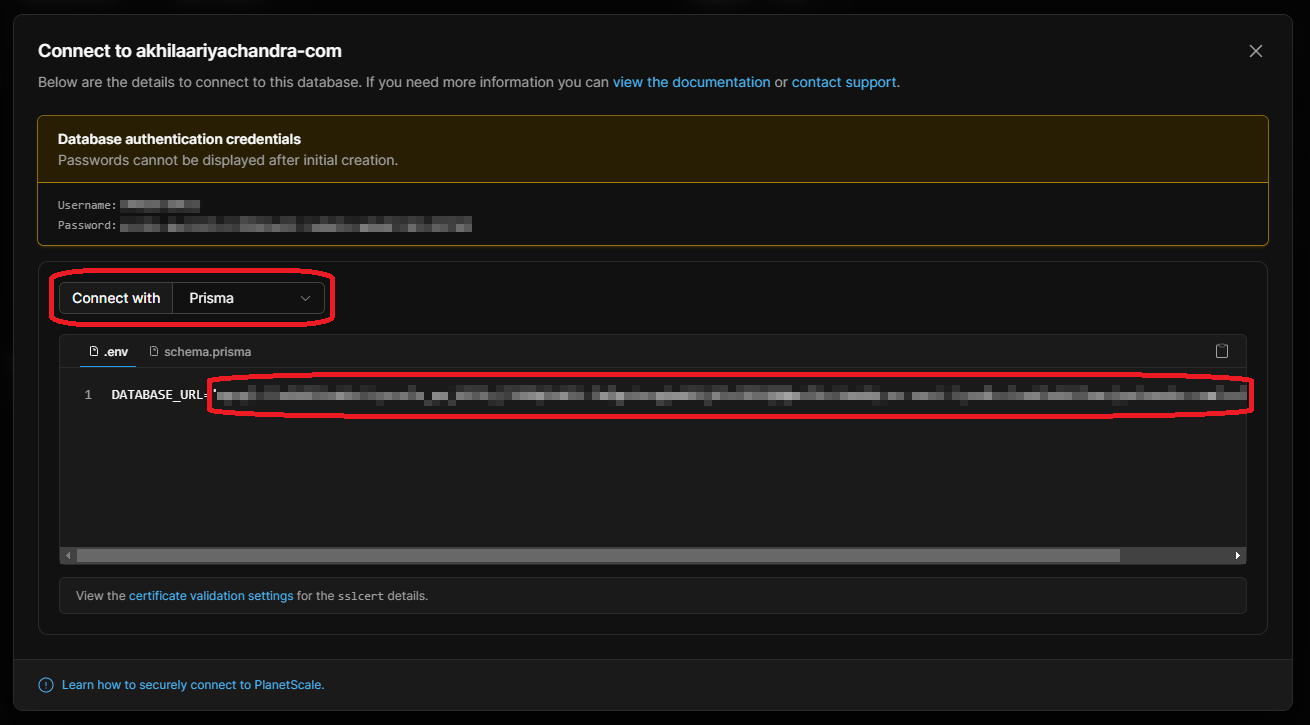 Connect to akhilaariyachandra-com
Below are the details to connect to this database. If you need more information you can view the documentation or contact support.
Database authentication credentials
Passwords cannot be displayed after initial creation.
Username:
Password:
Connect with Prisma
.env schema.prisma
1 DATABASE_URL='
View the certificate validation settings for the sslcert details.
Learn how to securely connect to PlanetScale.